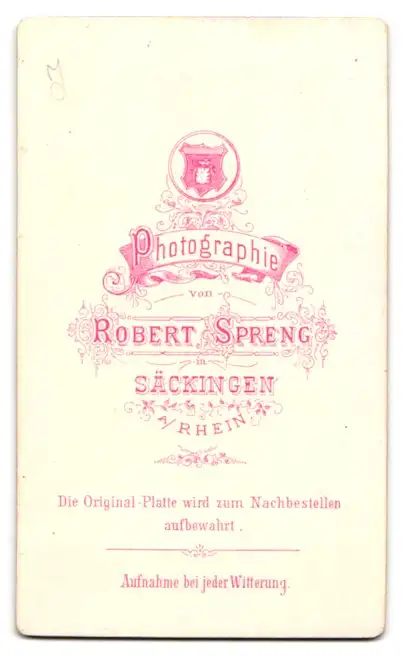 Photographie
von
ROBERT SPRENG
in
SÄCKINGEN
A/RHEIN
Die Original-Platte wird zum Nachbestellen
aufbewahrt.
Aufnahme bei jeder Witterung.